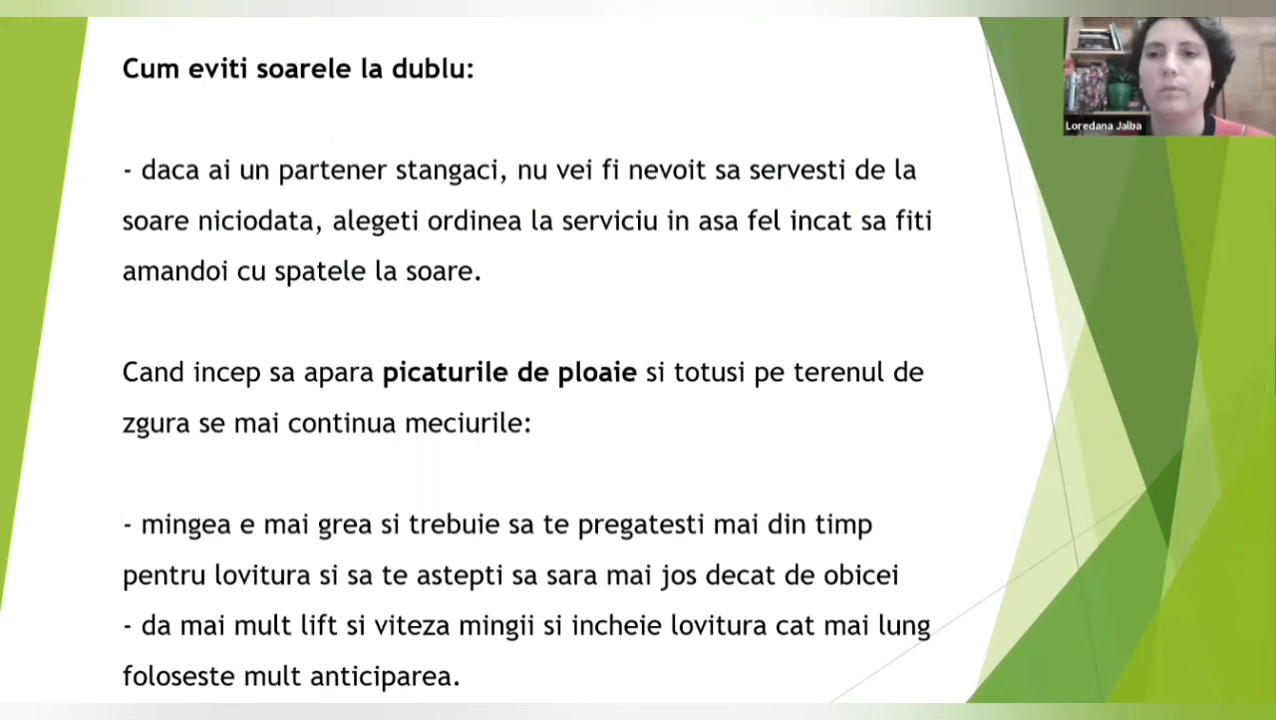 Cum eviti soarele la dublu:
Loredana Jalba
- daca ai un partener stangaci, nu vei fi nevoit sa servesti de la
soare niciodata, alegeti ordinea la serviciu in asa fel incat sa fiti
amandoi cu spatele la soare.
Cand incep sa apara picaturile de ploaie si totusi pe terenul de
zgura se mai continua meciurile:
- mingea e mai grea si trebuie sa te pregatesti mai din timp
pentru lovitura si sa te astepti sa sara mai jos decat de obicei
- da mai mult lift si viteza mingii si incheie lovitura cat mai lung
foloseste mult anticiparea.